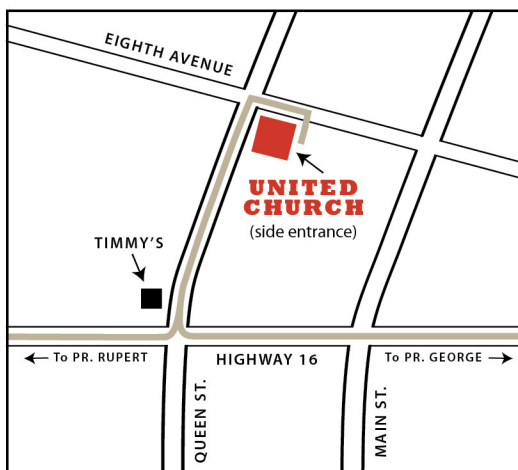 EIGHTH AVENUE
UNITED
CHURCH
(side entrance)
TIMMY'S
To PR. RUPERT
HIGHWAY 16
To PR. GEORGE
QUEEN ST.
MAIN ST.